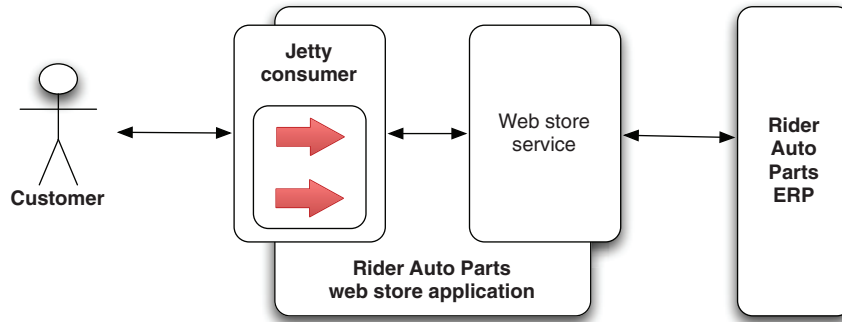 Jetty
consumer
Customer
Web store
service
Rider
Auto
Parts
ERP
Rider Auto Parts
web store application